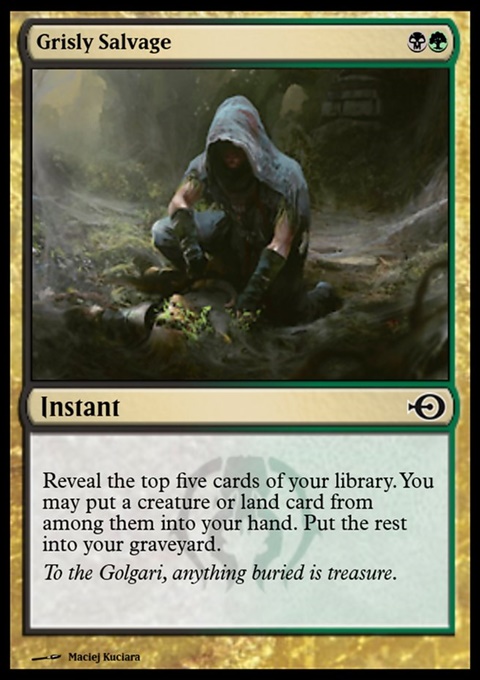 Grisly Salvage
Instant
Reveal the top five cards of your library. You
may put a creature or land card from
among them into your hand. Put the rest
into your graveyard.
To the Golgari, anything buried is treasure.
Maciej Kuciara